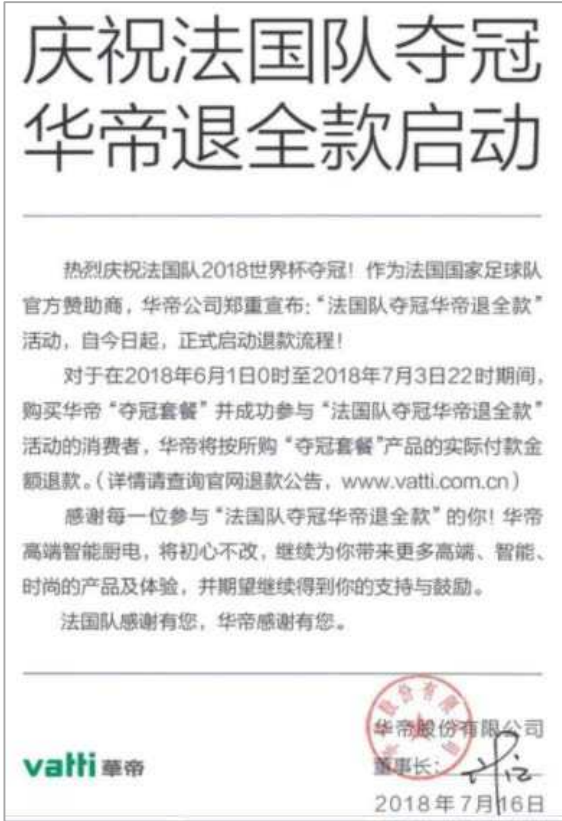 庆祝法国队夺冠
华帝退全款启动
热烈庆祝法国队2018世界杯夺冠！作为法国国家足球队
官方赞助商，华帝公司郑重宣布：“法国队夺冠华帝退全款”
活动，自今日起，正式启动退款流程！
对于在2018年6月1日0时至2018年7月3日22时期间，
购买华帝“夺冠套餐”并成功参与“法国队夺冠华帝退全款”
活动的消费者，华帝将按所购“夺冠套餐”产品的实际付款金
额退款。（详情请查询官网退款公告，www.vatti.com.cn）
感谢每一位参与“法国队夺冠华帝退全款”的你！华帝
高端智能厨电，将初心不改，继续为你带来更多高端、智能、
时尚的产品及体验，并期望继续得到你的支持与鼓励。
法国队感谢有您，华帝感谢有您。
华帝股份有限公司
董事长：
2018年7月16日
vatti 華帝